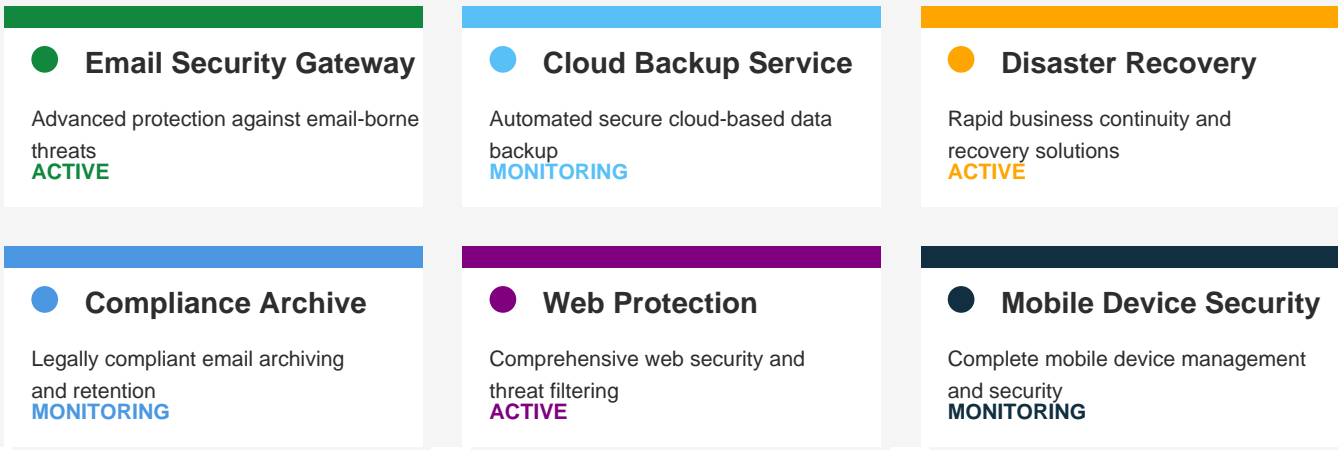 Email Security Gateway
Advanced protection against email-borne
threats
ACTIVE
Cloud Backup Service
Automated secure cloud-based data
backup
MONITORING
Disaster Recovery
Rapid business continuity and
recovery solutions
ACTIVE
Compliance Archive
Legally compliant email archiving
and retention
MONITORING
Web Protection
Comprehensive web security and
threat filtering
ACTIVE
Mobile Device Security
Complete mobile device management
and security
MONITORING